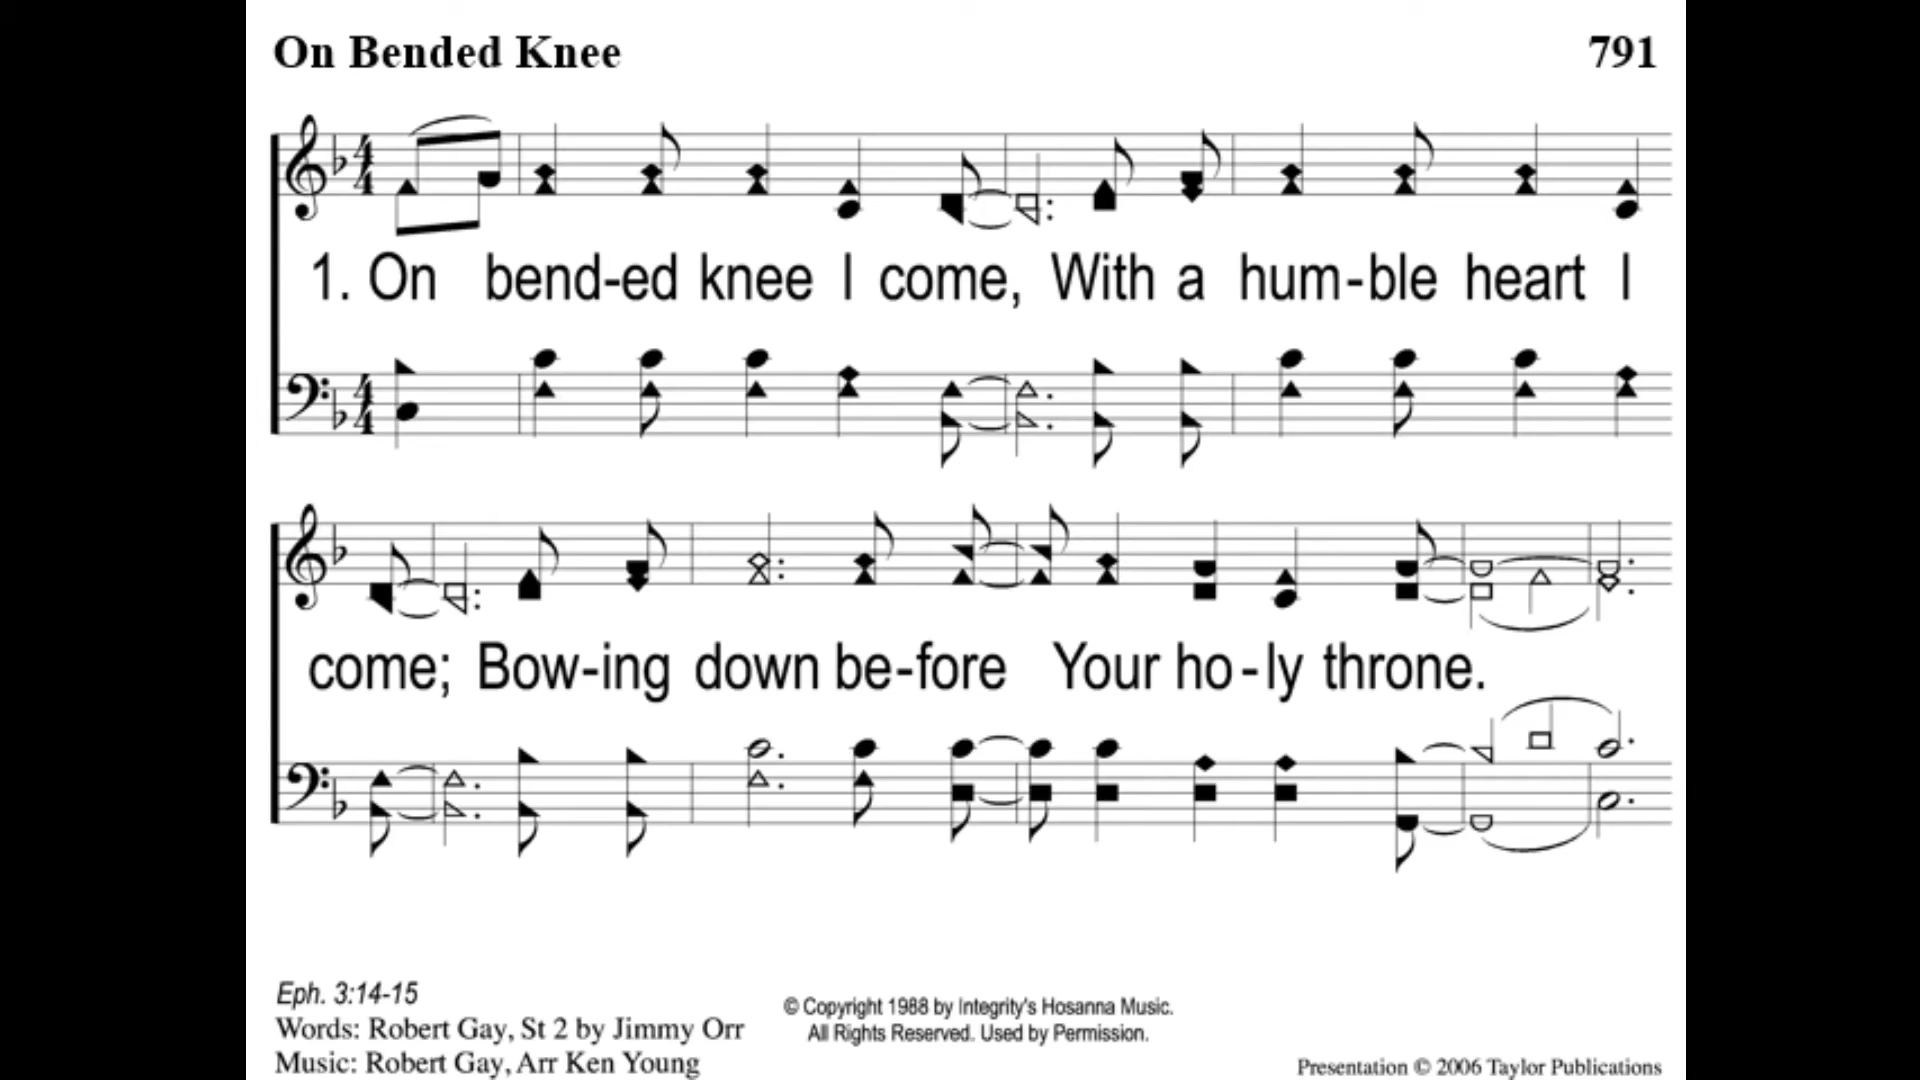 On Bended Knee 791
1. On bend-ed knee I come, With a hum-ble heart I
come; Bow-ing down be-fore Your ho-ly throne.
Eph. 3:14-15
Words: Robert Gay, St 2 by Jimmy Orr
Music: Robert Gay, Arr Ken Young
© Copyright 1988 by Integrity's Hosanna Music.
All Rights Reserved. Used by Permission.
Presentation © 2006 Taylor Publications